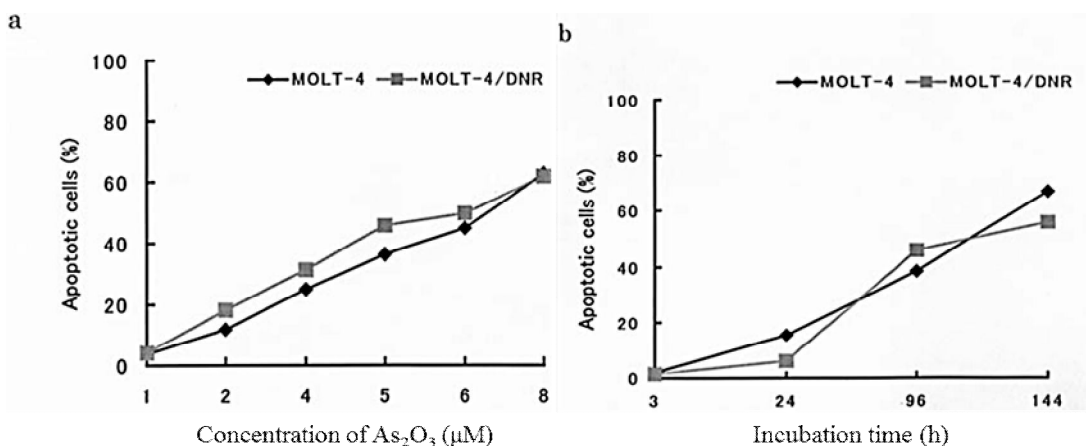 a
100
80
60
40
20
0
Apoptotic cells (%)
MOLT-4 MOLT-4/DNR
1 2 4 5 6 8
Concentration of As₂O₃ (µM)
b
100
80
60
40
20
0
Apoptotic cells (%)
MOLT-4 MOLT-4/DNR
3 24 96 144
Incubation time (h)